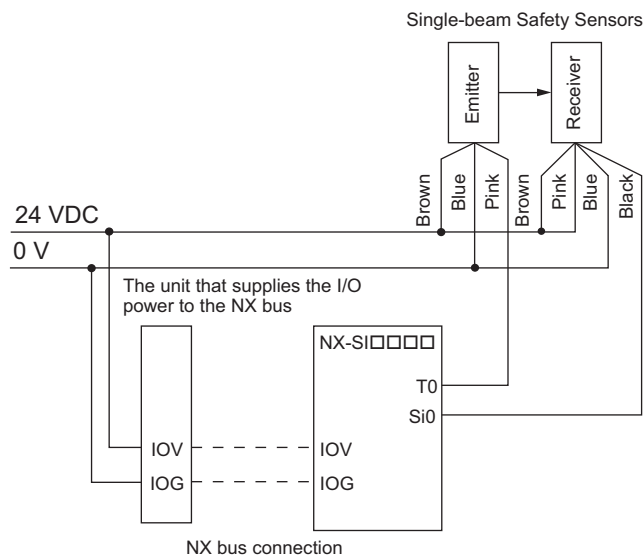 Single-beam Safety Sensors
Emitter
Receiver
Brown
Blue
Pink
Brown
Pink
Blue
Black
24 VDC
0 V
The unit that supplies the I/O
power to the NX bus
NX-SI□□□□
T0
Si0
IOV
IOV
IOG
IOG
NX bus connection